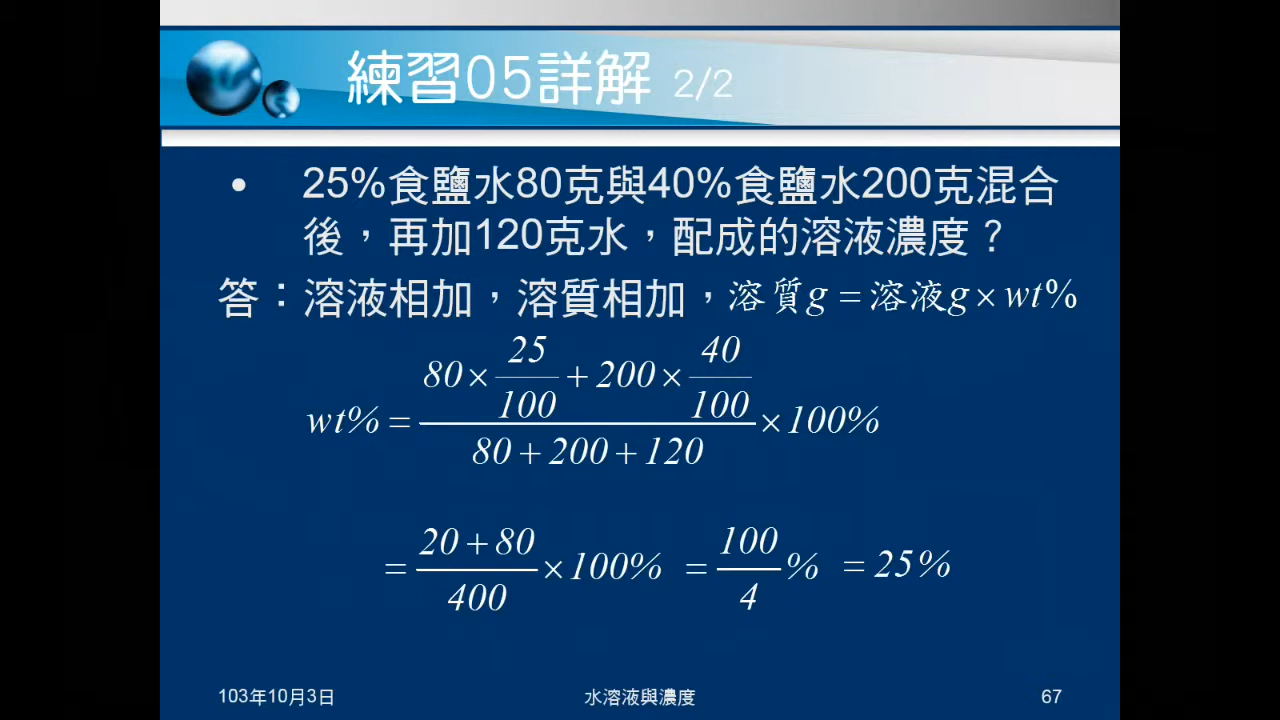 練習05詳解 2/2
• 25%食鹽水80克與40%食鹽水200克混合
後，再加120克水，配成的溶液濃度？
答：溶液相加，溶質相加，溶質g = 溶液g × wt%
wt% = (80 × 25/100 + 200 × 40/100) / (80 + 200 + 120) × 100%
= (20 + 80)/400 × 100% = 100/4 % = 25%
103年10月3日 水溶液與濃度 67